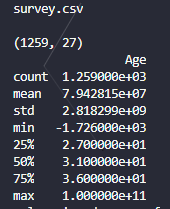 survey.csv
(1259, 27)
Age
count 1.259000e+03
mean 7.942815e+07
std 2.818299e+09
min -1.726000e+03
25% 2.700000e+01
50% 3.100000e+01
75% 3.600000e+01
max 1.000000e+11